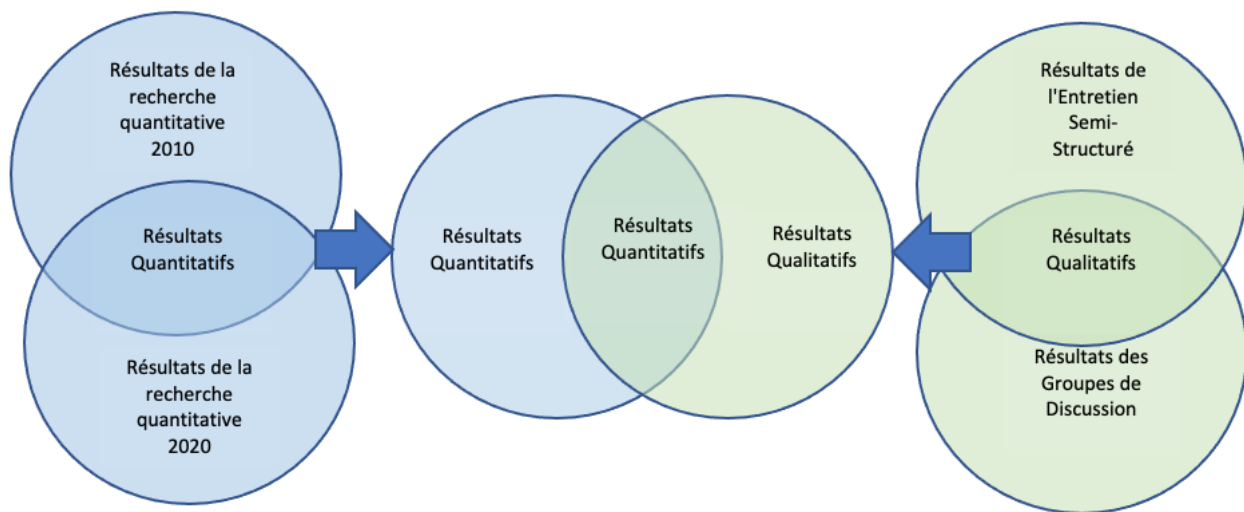 Résultats de la
recherche
quantitative
2010
Résultats
Quantitatifs
Résultats de la
recherche
quantitative
2020
Résultats
Quantitatifs
Résultats
Quantitatifs
Résultats
Qualitatifs
Résultats de
l'Entretien
Semi-
Structuré
Résultats
Qualitatifs
Résultats des
Groupes de
Discussion